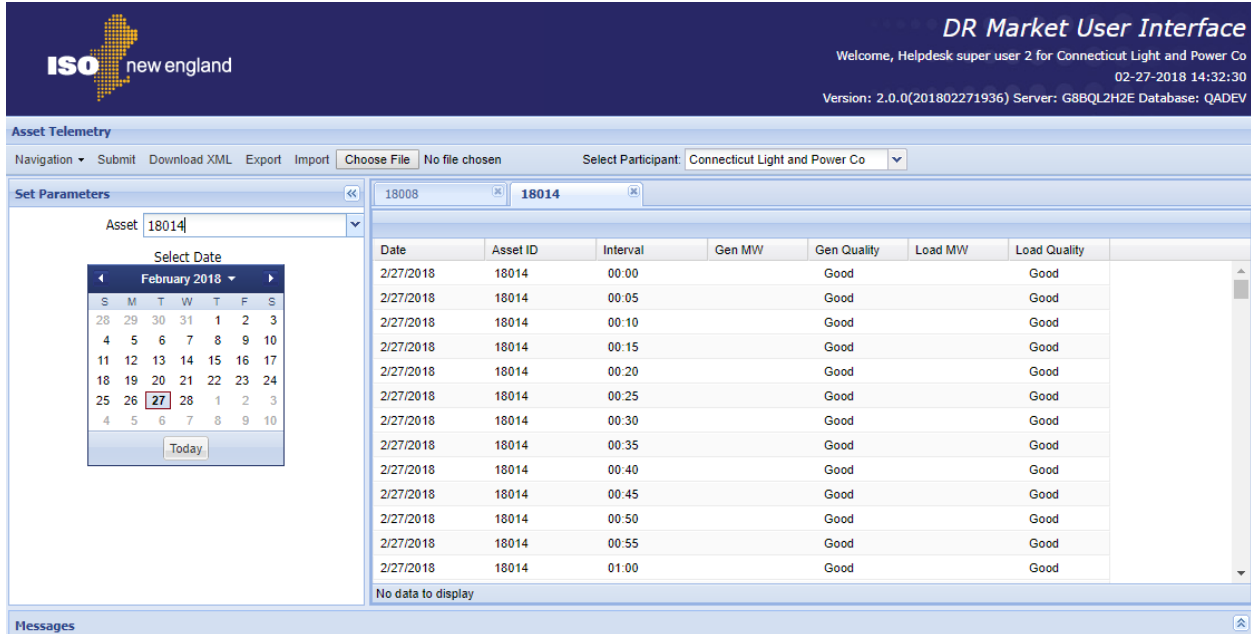 DR Market User Interface
ISO new england
Welcome, Helpdesk super user 2 for Connecticut Light and Power Co
02-27-2018 14:32:30
Version: 2.0.0(201802271936) Server: G8BQL2H2E Database: QADEV
Asset Telemetry
Navigation Submit Download XML Export Import Choose File No file chosen Select Participant: Connecticut Light and Power Co
Set Parameters
Asset 18014
Select Date
February 2018
S M T W T F S
28 29 30 31 1 2 3
4 5 6 7 8 9 10
11 12 13 14 15 16 17
18 19 20 21 22 23 24
25 26 27 28 1 2 3
4 5 6 7 8 9 10
Today
18008 18014
Date Asset ID Interval Gen MW Gen Quality Load MW Load Quality
2/27/2018 18014 00:00 Good Good
2/27/2018 18014 00:05 Good Good
2/27/2018 18014 00:10 Good Good
2/27/2018 18014 00:15 Good Good
2/27/2018 18014 00:20 Good Good
2/27/2018 18014 00:25 Good Good
2/27/2018 18014 00:30 Good Good
2/27/2018 18014 00:35 Good Good
2/27/2018 18014 00:40 Good Good
2/27/2018 18014 00:45 Good Good
2/27/2018 18014 00:50 Good Good
2/27/2018 18014 00:55 Good Good
2/27/2018 18014 01:00 Good Good
No data to display
Messages